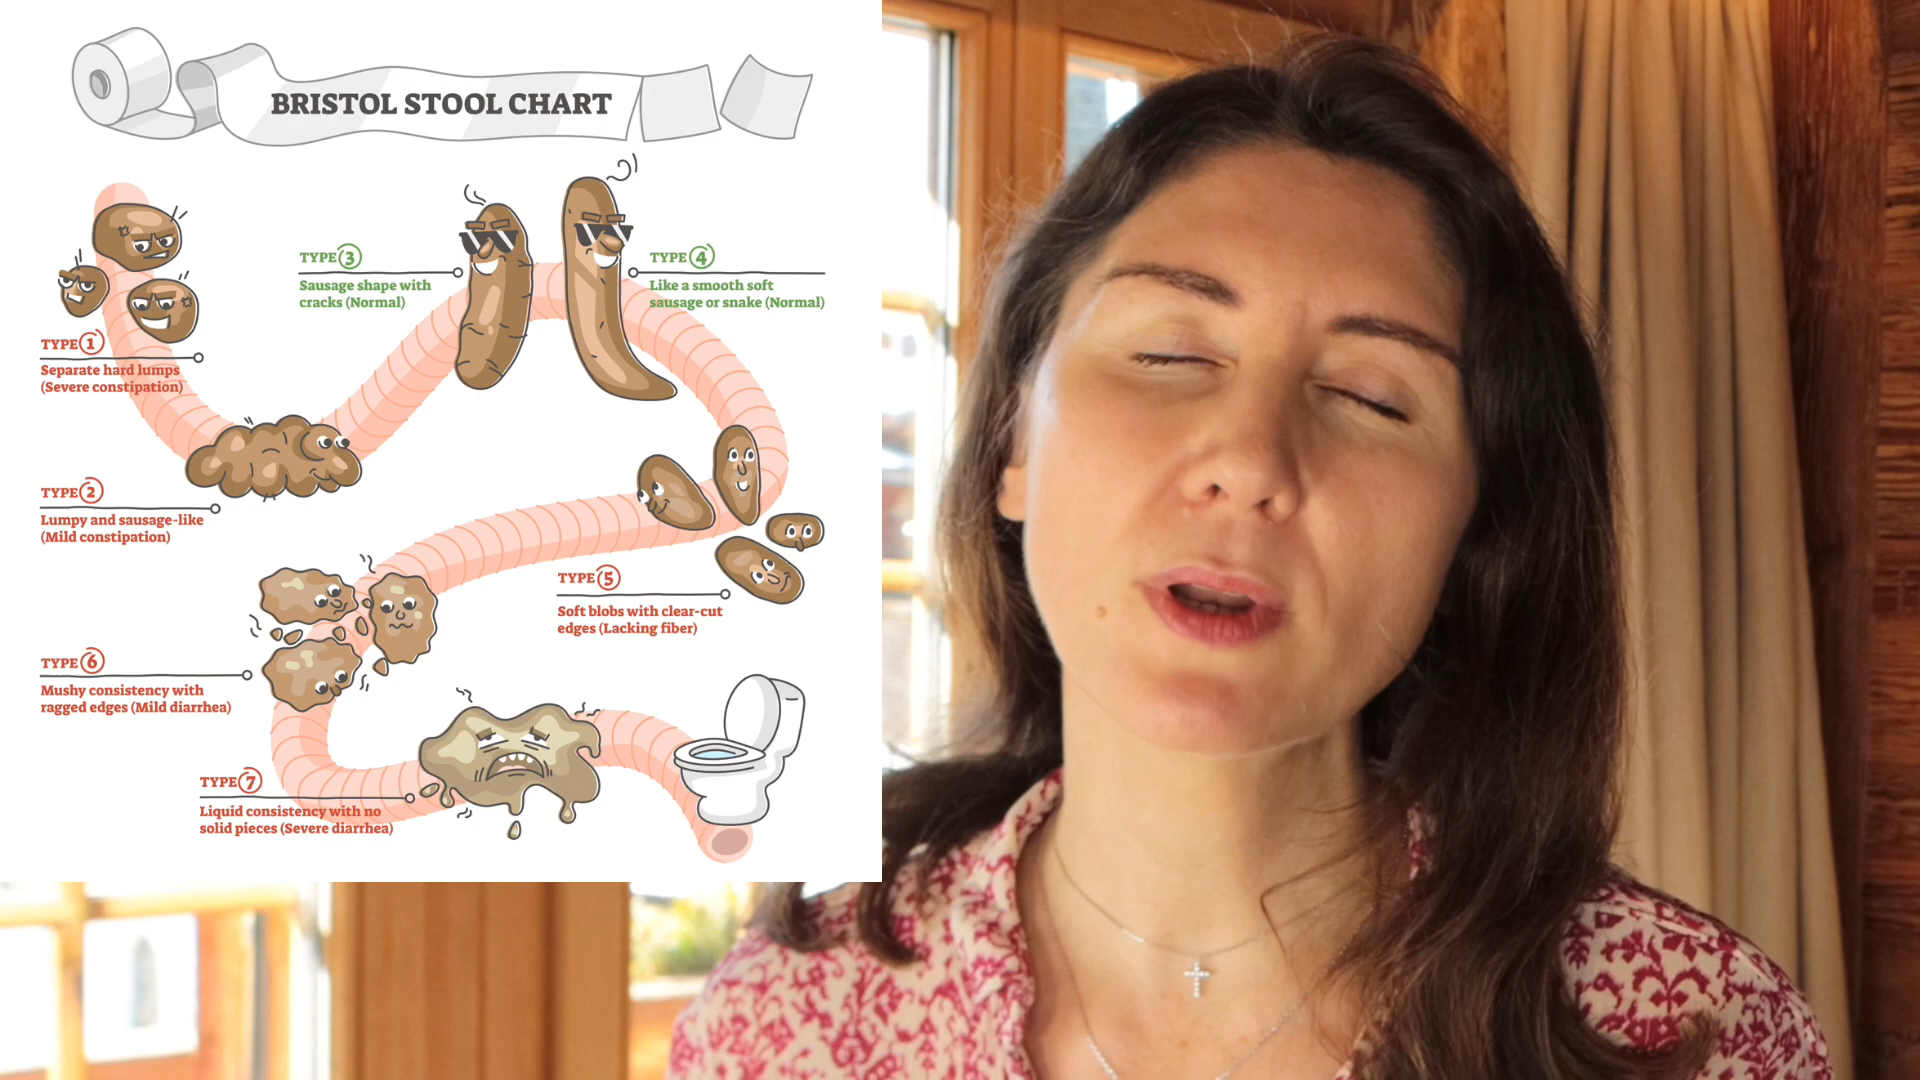 BRISTOL STOOL CHART
TYPE 1
Separate hard lumps
(Severe constipation)
TYPE 2
Lumpy and sausage-like
(Mild constipation)
TYPE 3
Sausage shape with
cracks (Normal)
TYPE 4
Like a smooth soft
sausage or snake (Normal)
TYPE 5
Soft blobs with clear-cut
edges (Lacking fiber)
TYPE 6
Mushy consistency with
ragged edges (Mild diarrhea)
TYPE 7
Liquid consistency with no
solid pieces (Severe diarrhea)